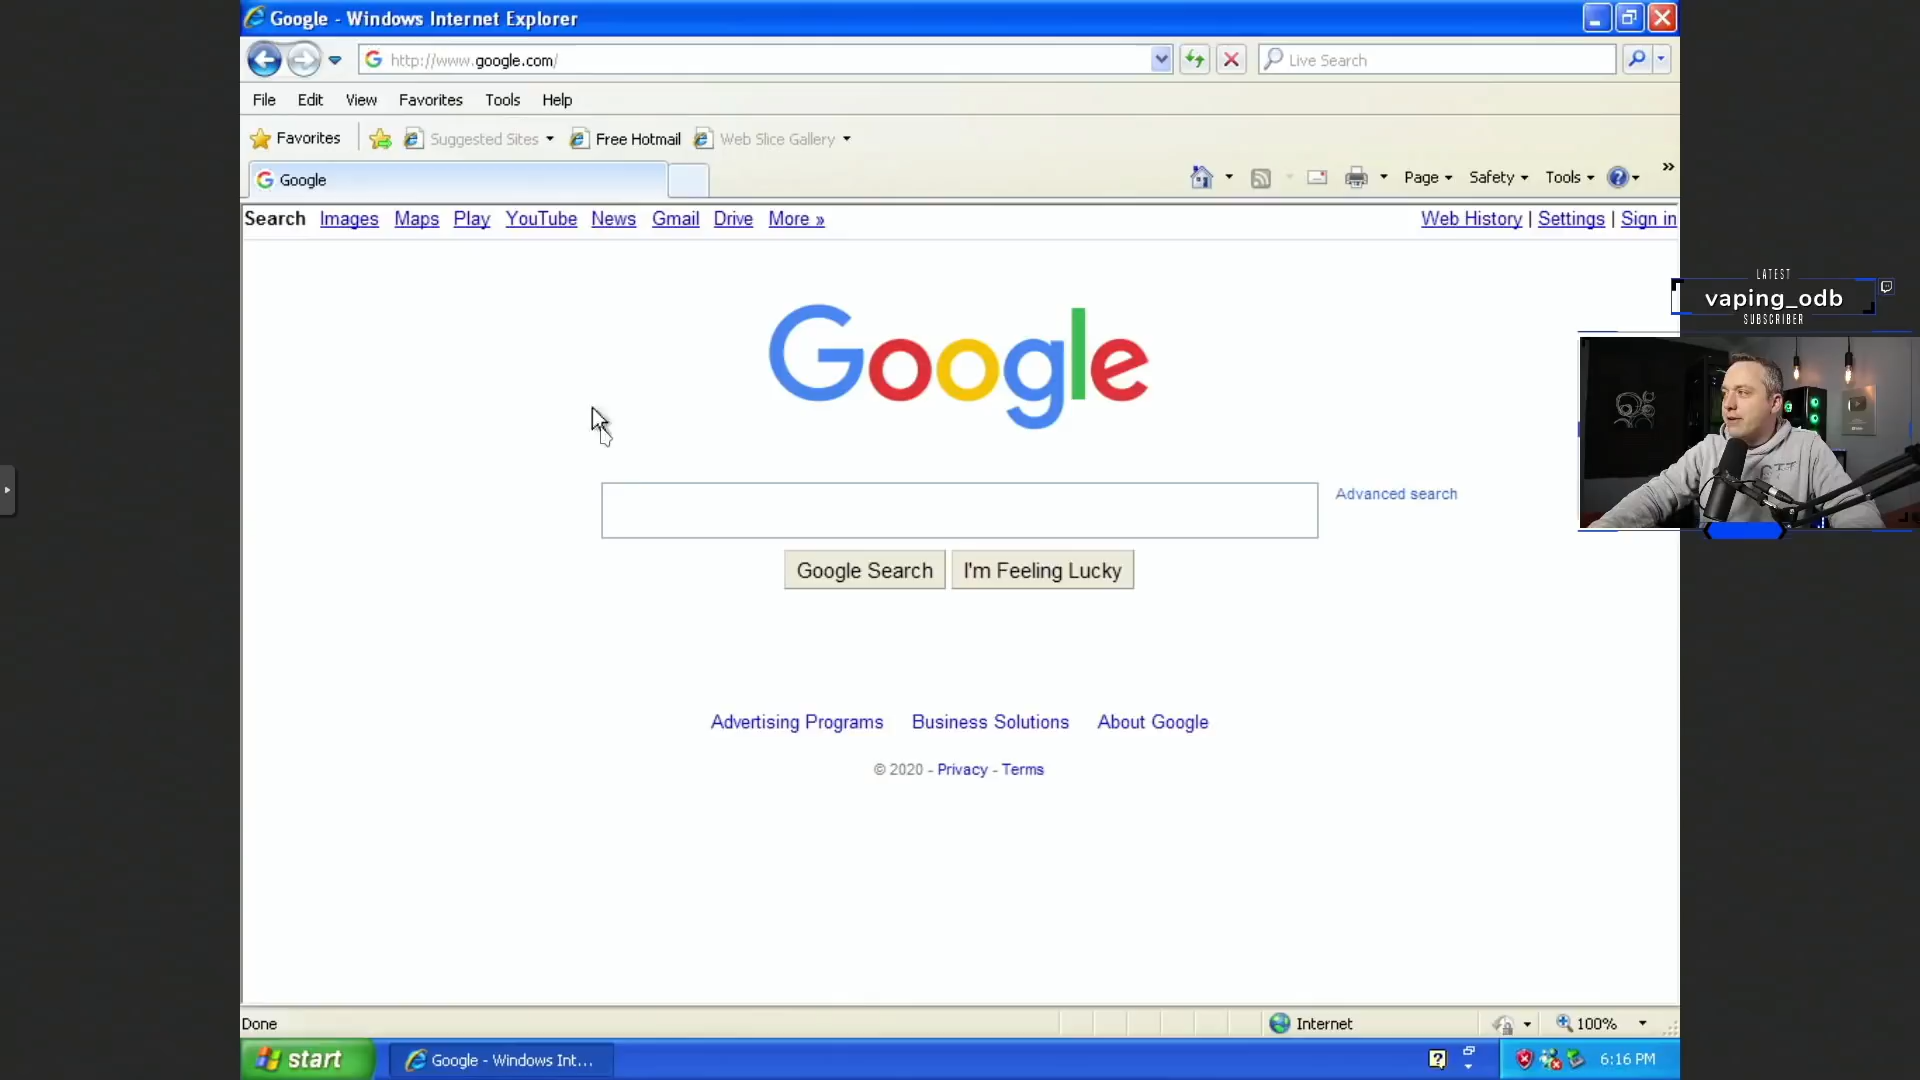 Google - Windows Internet Explorer
http://www.google.com/
Live Search
File Edit View Favorites Tools Help
Favorites Suggested Sites Free Hotmail Web Slice Gallery
Google
Page Safety Tools
Search Images Maps Play YouTube News Gmail Drive More »
Web History | Settings | Sign in
LATEST
vaping_odb
SUBSCRIBER
Google
Advanced search
Google Search I'm Feeling Lucky
Advertising Programs Business Solutions About Google
© 2020 - Privacy - Terms
Done Internet 100%
start Google - Windows Int... 6:16 PM